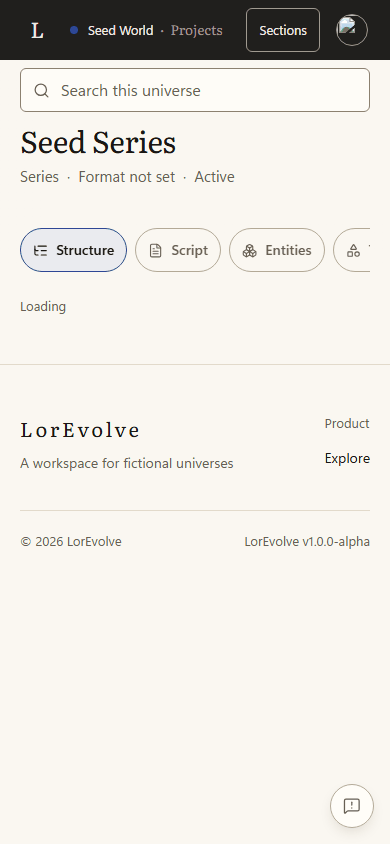 L
Seed World · Projects
Sections
Search this universe
Seed Series
Series · Format not set · Active
Structure
Script
Entities
Loading
LorEvolve
Product
A workspace for fictional universes
Explore
© 2026 LorEvolve
LorEvolve v1.0.0-alpha